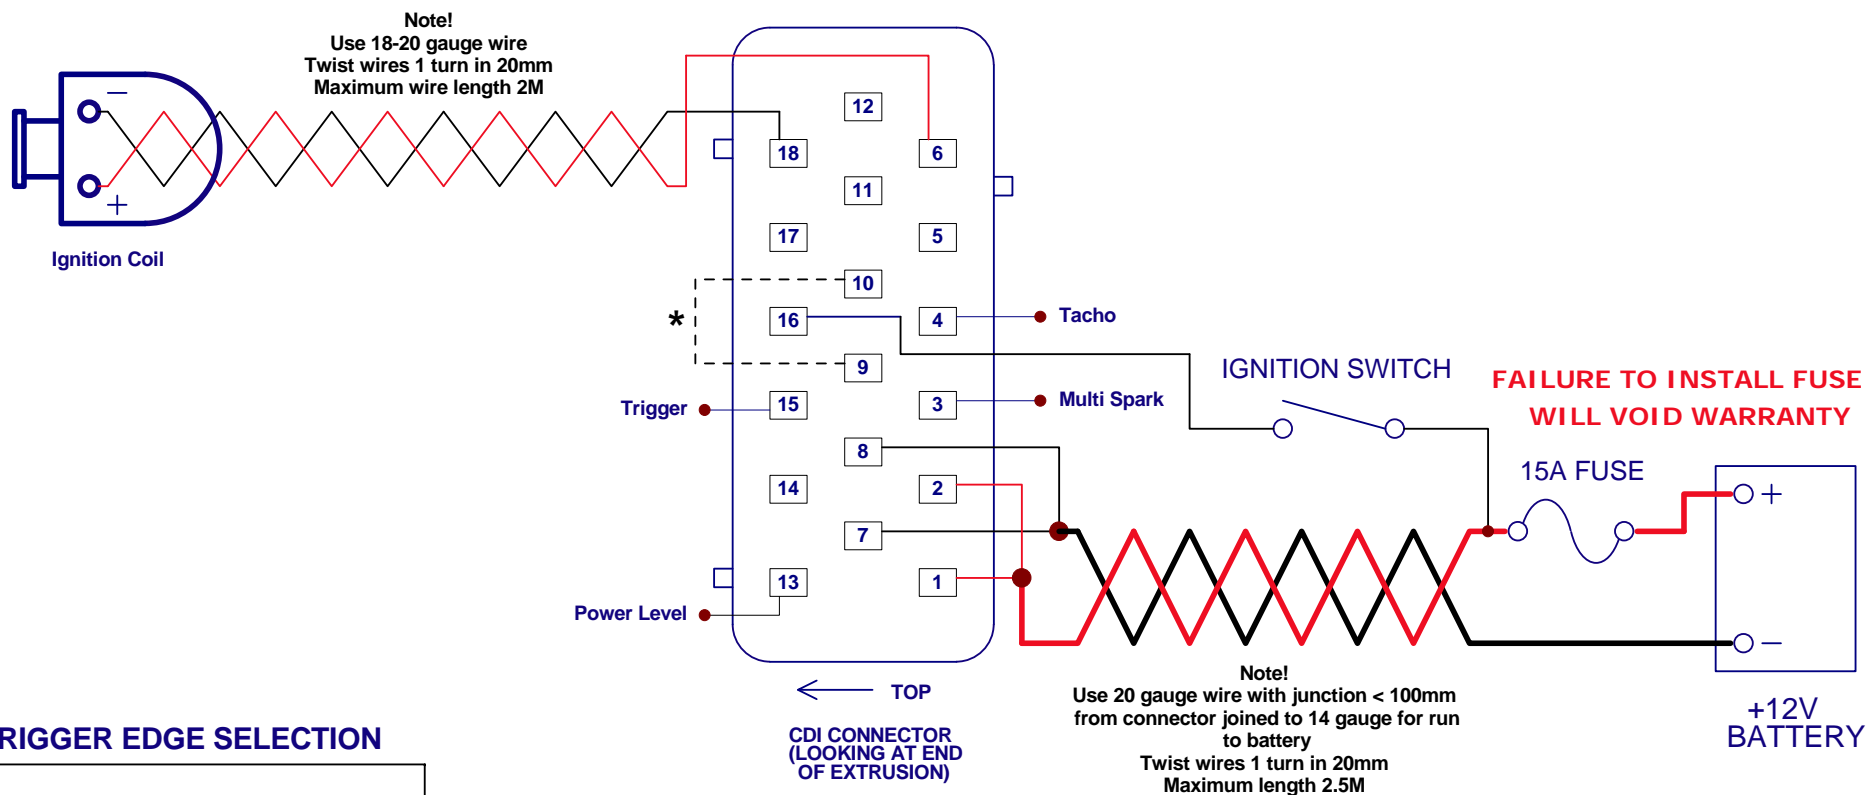 Note!
Use 18-20 gauge wire
Twist wires 1 turn in 20mm
Maximum wire length 2M
−
+
Ignition Coil
12
18
6
11
17
5
10
*
16
4
Tacho
9
IGNITION SWITCH
FAILURE TO INSTALL FUSE
WILL VOID WARRANTY
Trigger
15
3
Multi Spark
8
15A FUSE
14
2
+
7
13
1
Power Level
−
TOP
Note!
Use 20 gauge wire with junction < 100mm
from connector joined to 14 gauge for run
to battery
Twist wires 1 turn in 20mm
Maximum length 2.5M
+12V
BATTERY
CDI CONNECTOR
(LOOKING AT END
OF EXTRUSION)
RIGGER EDGE SELECTION